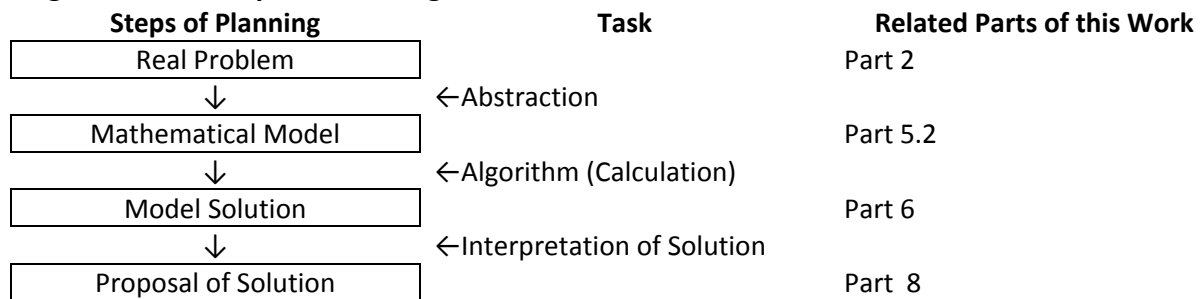 Steps of Planning Task Related Parts of this Work
Real Problem Part 2
↓ ←Abstraction
Mathematical Model Part 5.2
↓ ←Algorithm (Calculation)
Model Solution Part 6
↓ ←Interpretation of Solution
Proposal of Solution Part 8